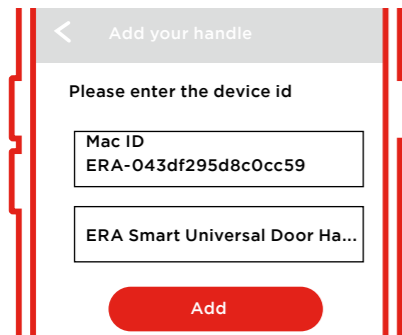 Add your handle
Please enter the device id
Mac ID
ERA-043df295d8c0cc59
ERA Smart Universal Door Ha...
Add